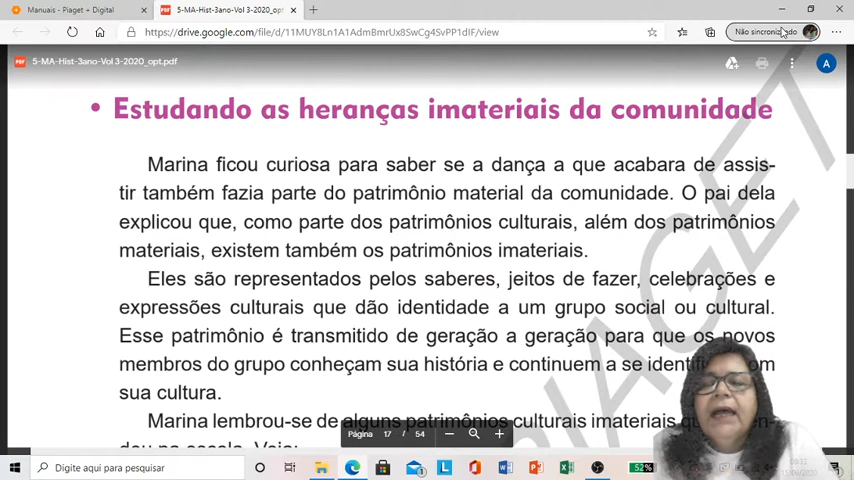 Manuais - Piaget + Digital
5-MA-Hist-3ano-Vol 3-2020_opt
https://drive.google.com/file/d/11MUY8Ln1A1AdmBmrUx8SwCg4SvPP1dIF/view
Não sincronizado
5-MA-Hist-3ano-Vol 3-2020_opt.pdf
A
• Estudando as heranças imateriais da comunidade
Marina ficou curiosa para saber se a dança a que acabara de assis-
tir também fazia parte do patrimônio material da comunidade. O pai dela
explicou que, como parte dos patrimônios culturais, além dos patrimônios
materiais, existem também os patrimônios imateriais.
Eles são representados pelos saberes, jeitos de fazer, celebrações e
expressões culturais que dão identidade a um grupo social ou cultural.
Esse patrimônio é transmitido de geração a geração para que os novos
membros do grupo conheçam sua história e continuem a se com
sua cultura.
Marina lembrou-se de alguns patrimônios culturais imateriais
na escola. Veja:
Página 17 / 54
PIAGET
Digite aqui para pesquisar
52%